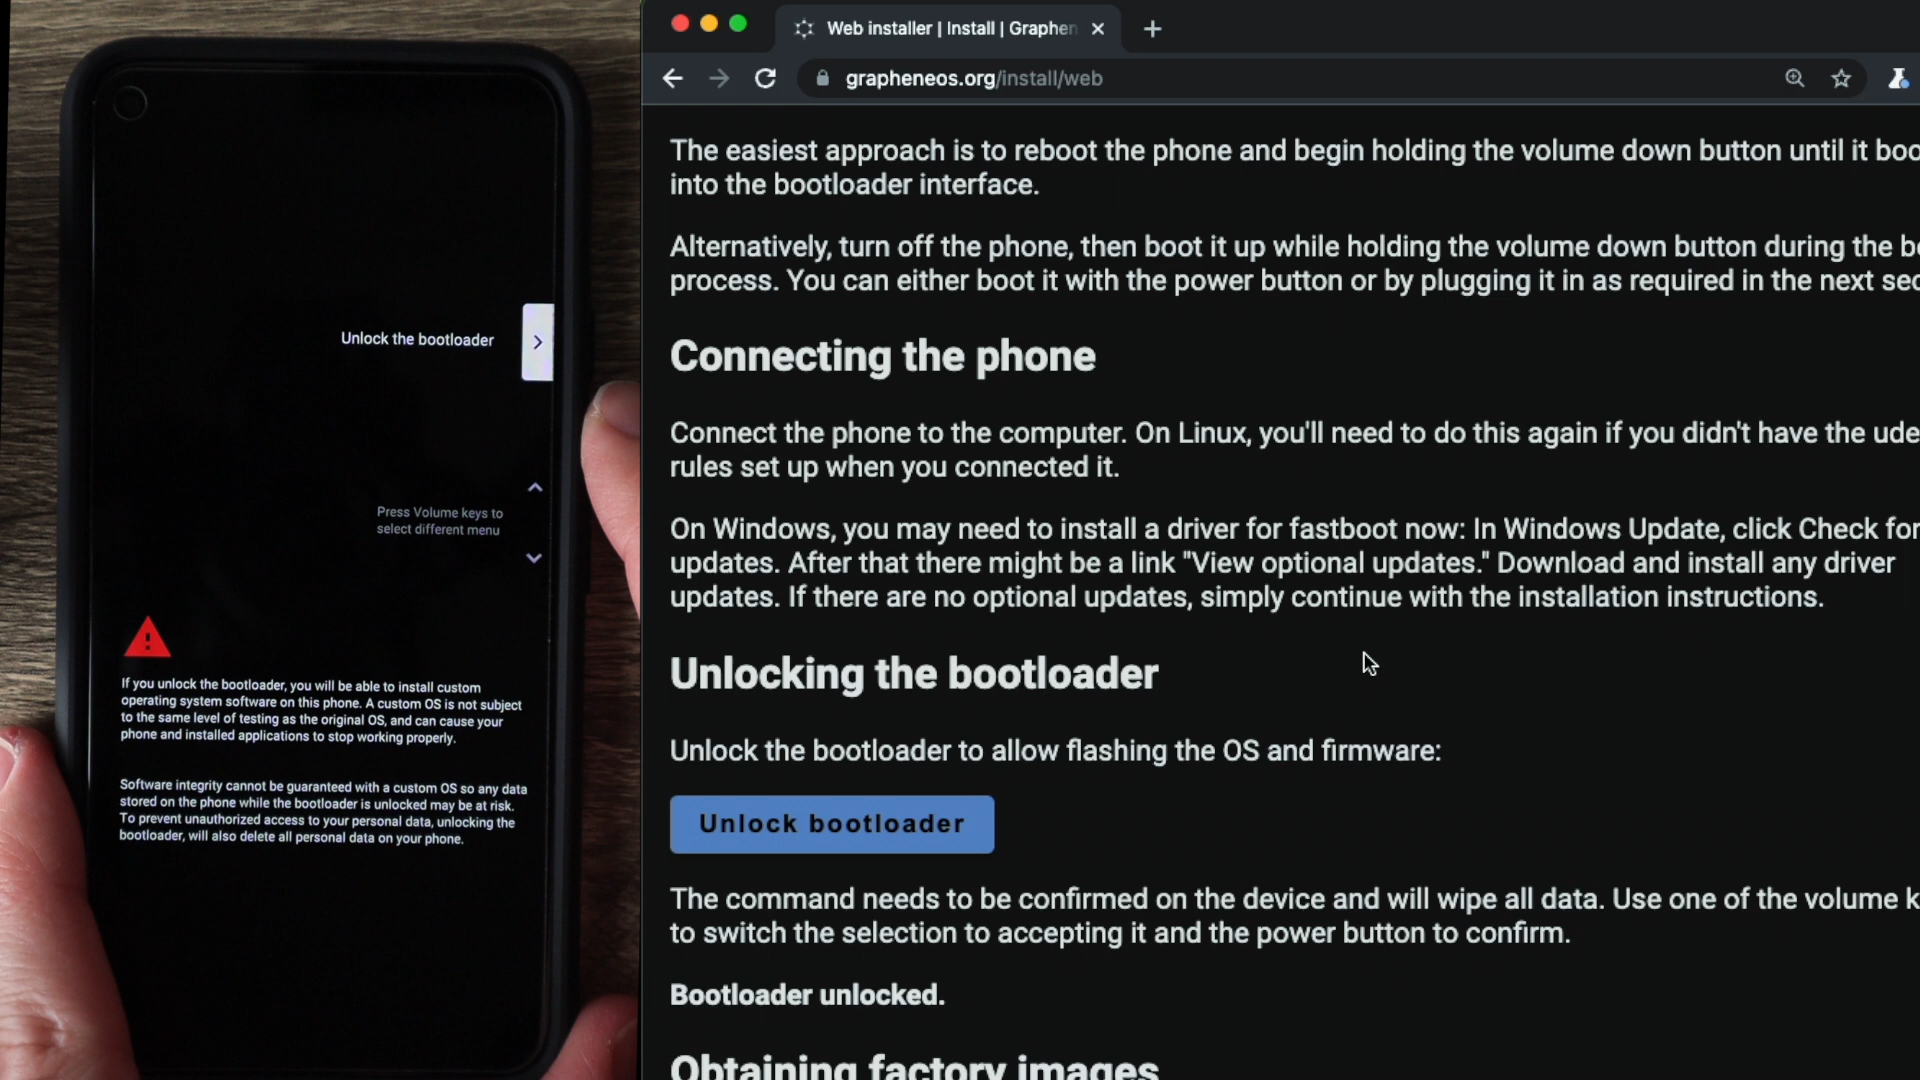 Unlock the bootloader
Press Volume keys to
select different menu
If you unlock the bootloader, you will be able to install custom
operating system software on this phone. A custom OS is not subject
to the same level of testing as the original OS, and can cause your
phone and installed applications to stop working properly.
Software integrity cannot be guaranteed with a custom OS so any data
stored on the phone while the bootloader is unlocked may be at risk.
To prevent unauthorized access to your personal data, unlocking the
bootloader, will also delete all personal data on your phone.
Web installer | Install | Graphen
grapheneos.org/install/web
The easiest approach is to reboot the phone and begin holding the volume down button until it boo
into the bootloader interface.
Alternatively, turn off the phone, then boot it up while holding the volume down button during the b
process. You can either boot it with the power button or by plugging it in as required in the next sec
Connecting the phone
Connect the phone to the computer. On Linux, you'll need to do this again if you didn't have the ude
rules set up when you connected it.
On Windows, you may need to install a driver for fastboot now: In Windows Update, click Check for
updates. After that there might be a link "View optional updates." Download and install any driver
updates. If there are no optional updates, simply continue with the installation instructions.
Unlocking the bootloader
Unlock the bootloader to allow flashing the OS and firmware:
Unlock bootloader
The command needs to be confirmed on the device and will wipe all data. Use one of the volume k
to switch the selection to accepting it and the power button to confirm.
Bootloader unlocked.
Obtaining factory images